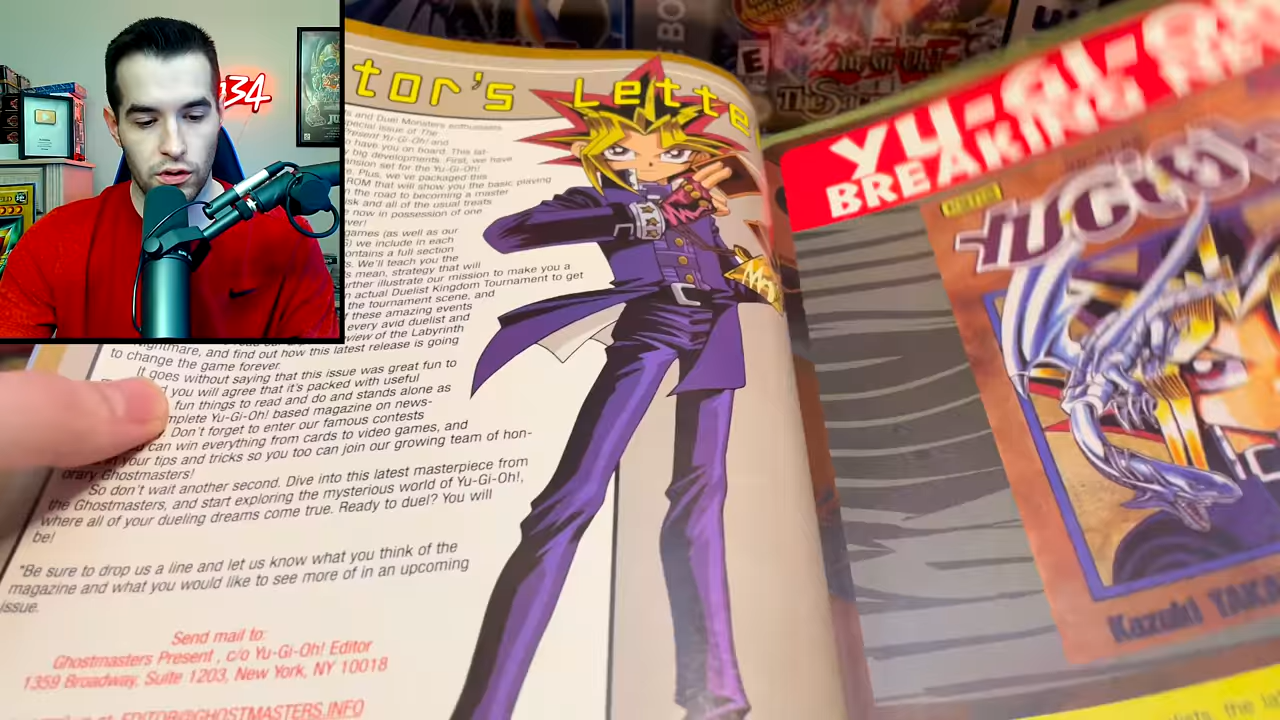 934
tor's Lette
s and Duel Monsters enthusiasts
special issue of The
Present Yu-Gi-Oh! and
o have you on board. This lat-
big developments. First, we have
ansion set for the Yu-Gi-Oh!
e. Plus, we've packaged this
-ROM that will show you the basic playing
n the road to becoming a master
isk and all of the usual treats
now in possession of one
ver!
games (as well as our
) we include in each
ontains a full section
s. We'll teach you the
's mean, strategy that will
rther illustrate our mission to make you a
n actual Duelist Kingdom Tournament to get
the tournament scene, and
f these amazing events
every avid duelist and
view of the Labyrinth
Nightmare, and find out how this latest release is going
to change the game forever.
It goes without saying that this issue was great fun to
d you will agree that it's packed with useful
fun things to read and do and stands alone as
mplete Yu-Gi-Oh! based magazine on news-
. Don't forget to enter our famous contests
can win everything from cards to video games, and
in your tips and tricks so you too can join our growing team of hon-
orary Ghostmasters!
So don't wait another second. Dive into this latest masterpiece from
the Ghostmasters, and start exploring the mysterious world of Yu-Gi-Oh!,
where all of your dueling dreams come true. Ready to duel? You will
be!
"Be sure to drop us a line and let us know what you think of the
magazine and what you would like to see more of in an upcoming
issue.
Send mail to:
Ghostmasters Present , c/o Yu-Gi-Oh! Editor
1359 Broadway, Suite 1203, New York, NY 10018
at EDITOR@GHOSTMASTERS.INFO
E
Yu-Gi-Oh!
The Sacr
yu-gi-oh
BREAKING
YuGiOh
Kazuki TAKA